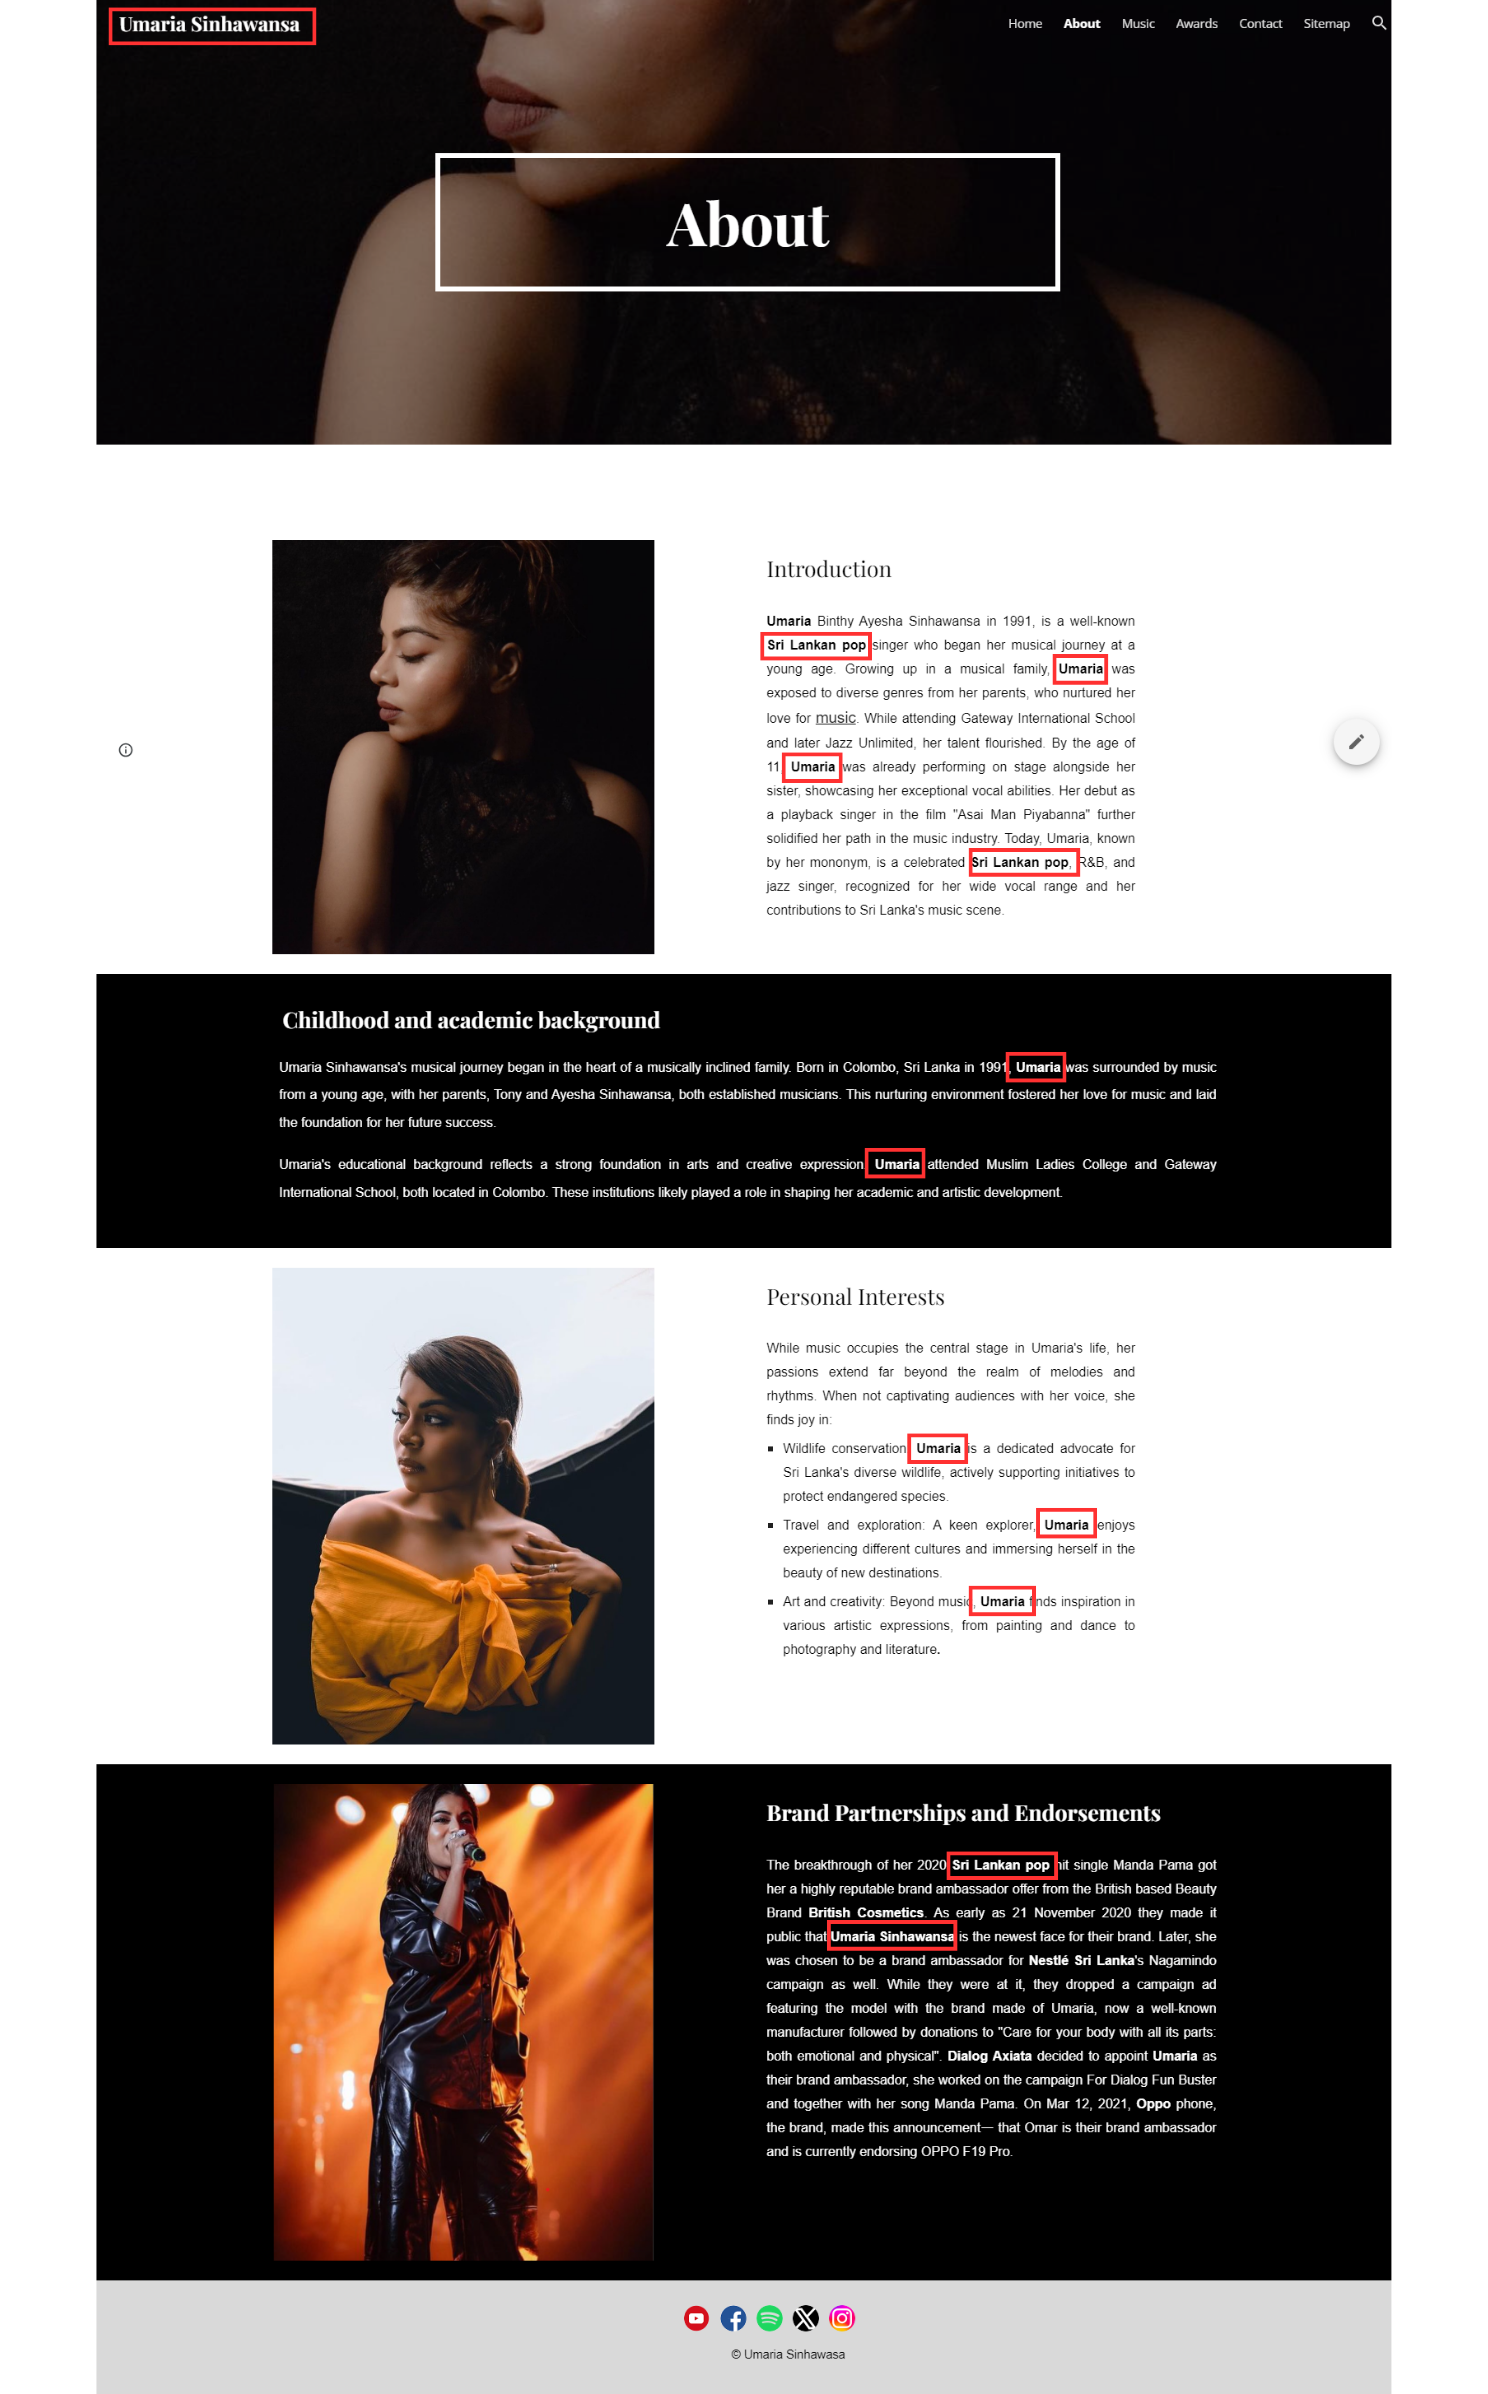 Umaria Sinhawansa
Home About Music Awards Contact Sitemap
About
Introduction
Umaria Binthy Ayesha Sinhawansa in 1991, is a well-known
Sri Lankan pop singer who began her musical journey at a
young age. Growing up in a musical family, Umaria was
exposed to diverse genres from her parents, who nurtured her
love for music. While attending Gateway International School
and later Jazz Unlimited, her talent flourished. By the age of
11 Umaria was already performing on stage alongside her
sister, showcasing her exceptional vocal abilities. Her debut as
a playback singer in the film "Asai Man Piyabanna" further
solidified her path in the music industry. Today, Umaria, known
by her mononym, is a celebrated Sri Lankan pop, R&B, and
jazz singer, recognized for her wide vocal range and her
contributions to Sri Lanka's music scene.
Childhood and academic background
Umaria Sinhawansa's musical journey began in the heart of a musically inclined family. Born in Colombo, Sri Lanka in 1991, Umaria was surrounded by music
from a young age, with her parents, Tony and Ayesha Sinhawansa, both established musicians. This nurturing environment fostered her love for music and laid
the foundation for her future success.
Umaria's educational background reflects a strong foundation in arts and creative expression Umaria attended Muslim Ladies College and Gateway
International School, both located in Colombo. These institutions likely played a role in shaping her academic and artistic development.
Personal Interests
While music occupies the central stage in Umaria's life, her
passions extend far beyond the realm of melodies and
rhythms. When not captivating audiences with her voice, she
finds joy in:
▪ Wildlife conservation Umaria is a dedicated advocate for
Sri Lanka's diverse wildlife, actively supporting initiatives to
protect endangered species.
▪ Travel and exploration: A keen explorer, Umaria enjoys
experiencing different cultures and immersing herself in the
beauty of new destinations.
▪ Art and creativity: Beyond music, Umaria finds inspiration in
various artistic expressions, from painting and dance to
photography and literature.
Brand Partnerships and Endorsements
The breakthrough of her 2020 Sri Lankan pop hit single Manda Pama got
her a highly reputable brand ambassador offer from the British based Beauty
Brand British Cosmetics. As early as 21 November 2020 they made it
public that Umaria Sinhawansa is the newest face for their brand. Later, she
was chosen to be a brand ambassador for Nestlé Sri Lanka's Nagamindo
campaign as well. While they were at it, they dropped a campaign ad
featuring the model with the brand made of Umaria, now a well-known
manufacturer followed by donations to "Care for your body with all its parts:
both emotional and physical". Dialog Axiata decided to appoint Umaria as
their brand ambassador, she worked on the campaign For Dialog Fun Buster
and together with her song Manda Pama. On Mar 12, 2021, Oppo phone,
the brand, made this announcement— that Omar is their brand ambassador
and is currently endorsing OPPO F19 Pro.
© Umaria Sinhawasa